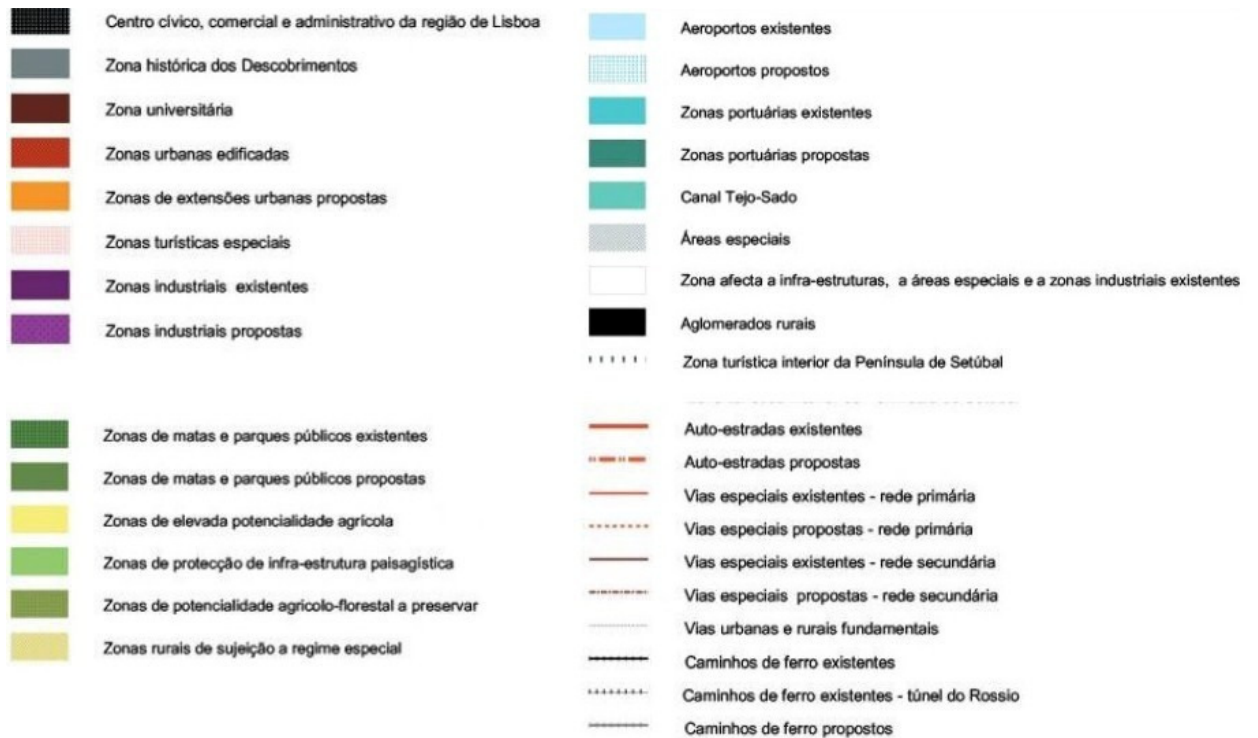 Centro cívico, comercial e administrativo da região de Lisboa
Zona histórica dos Descobrimentos
Zona universitária
Zonas urbanas edificadas
Zonas de extensões urbanas propostas
Zonas turísticas especiais
Zonas industriais existentes
Zonas industriais propostas
Zonas de matas e parques públicos existentes
Zonas de matas e parques públicos propostas
Zonas de elevada potencialidade agrícola
Zonas de protecção de infra-estrutura paisagística
Zonas de potencialidade agrícolo-florestal a preservar
Zonas rurais de sujeição a regime especial
Aeroportos existentes
Aeroportos propostos
Zonas portuárias existentes
Zonas portuárias propostas
Canal Tejo-Sado
Áreas especiais
Zona afecta a infra-estruturas, a áreas especiais e a zonas industriais existentes
Aglomerados rurais
Zona turística interior da Península de Setúbal
Auto-estradas existentes
Auto-estradas propostas
Vias especiais existentes - rede primária
Vias especiais propostas - rede primária
Vias especiais existentes - rede secundária
Vias especiais propostas - rede secundária
Vias urbanas e rurais fundamentais
Caminhos de ferro existentes
Caminhos de ferro existentes - túnel do Rossio
Caminhos de ferro propostos